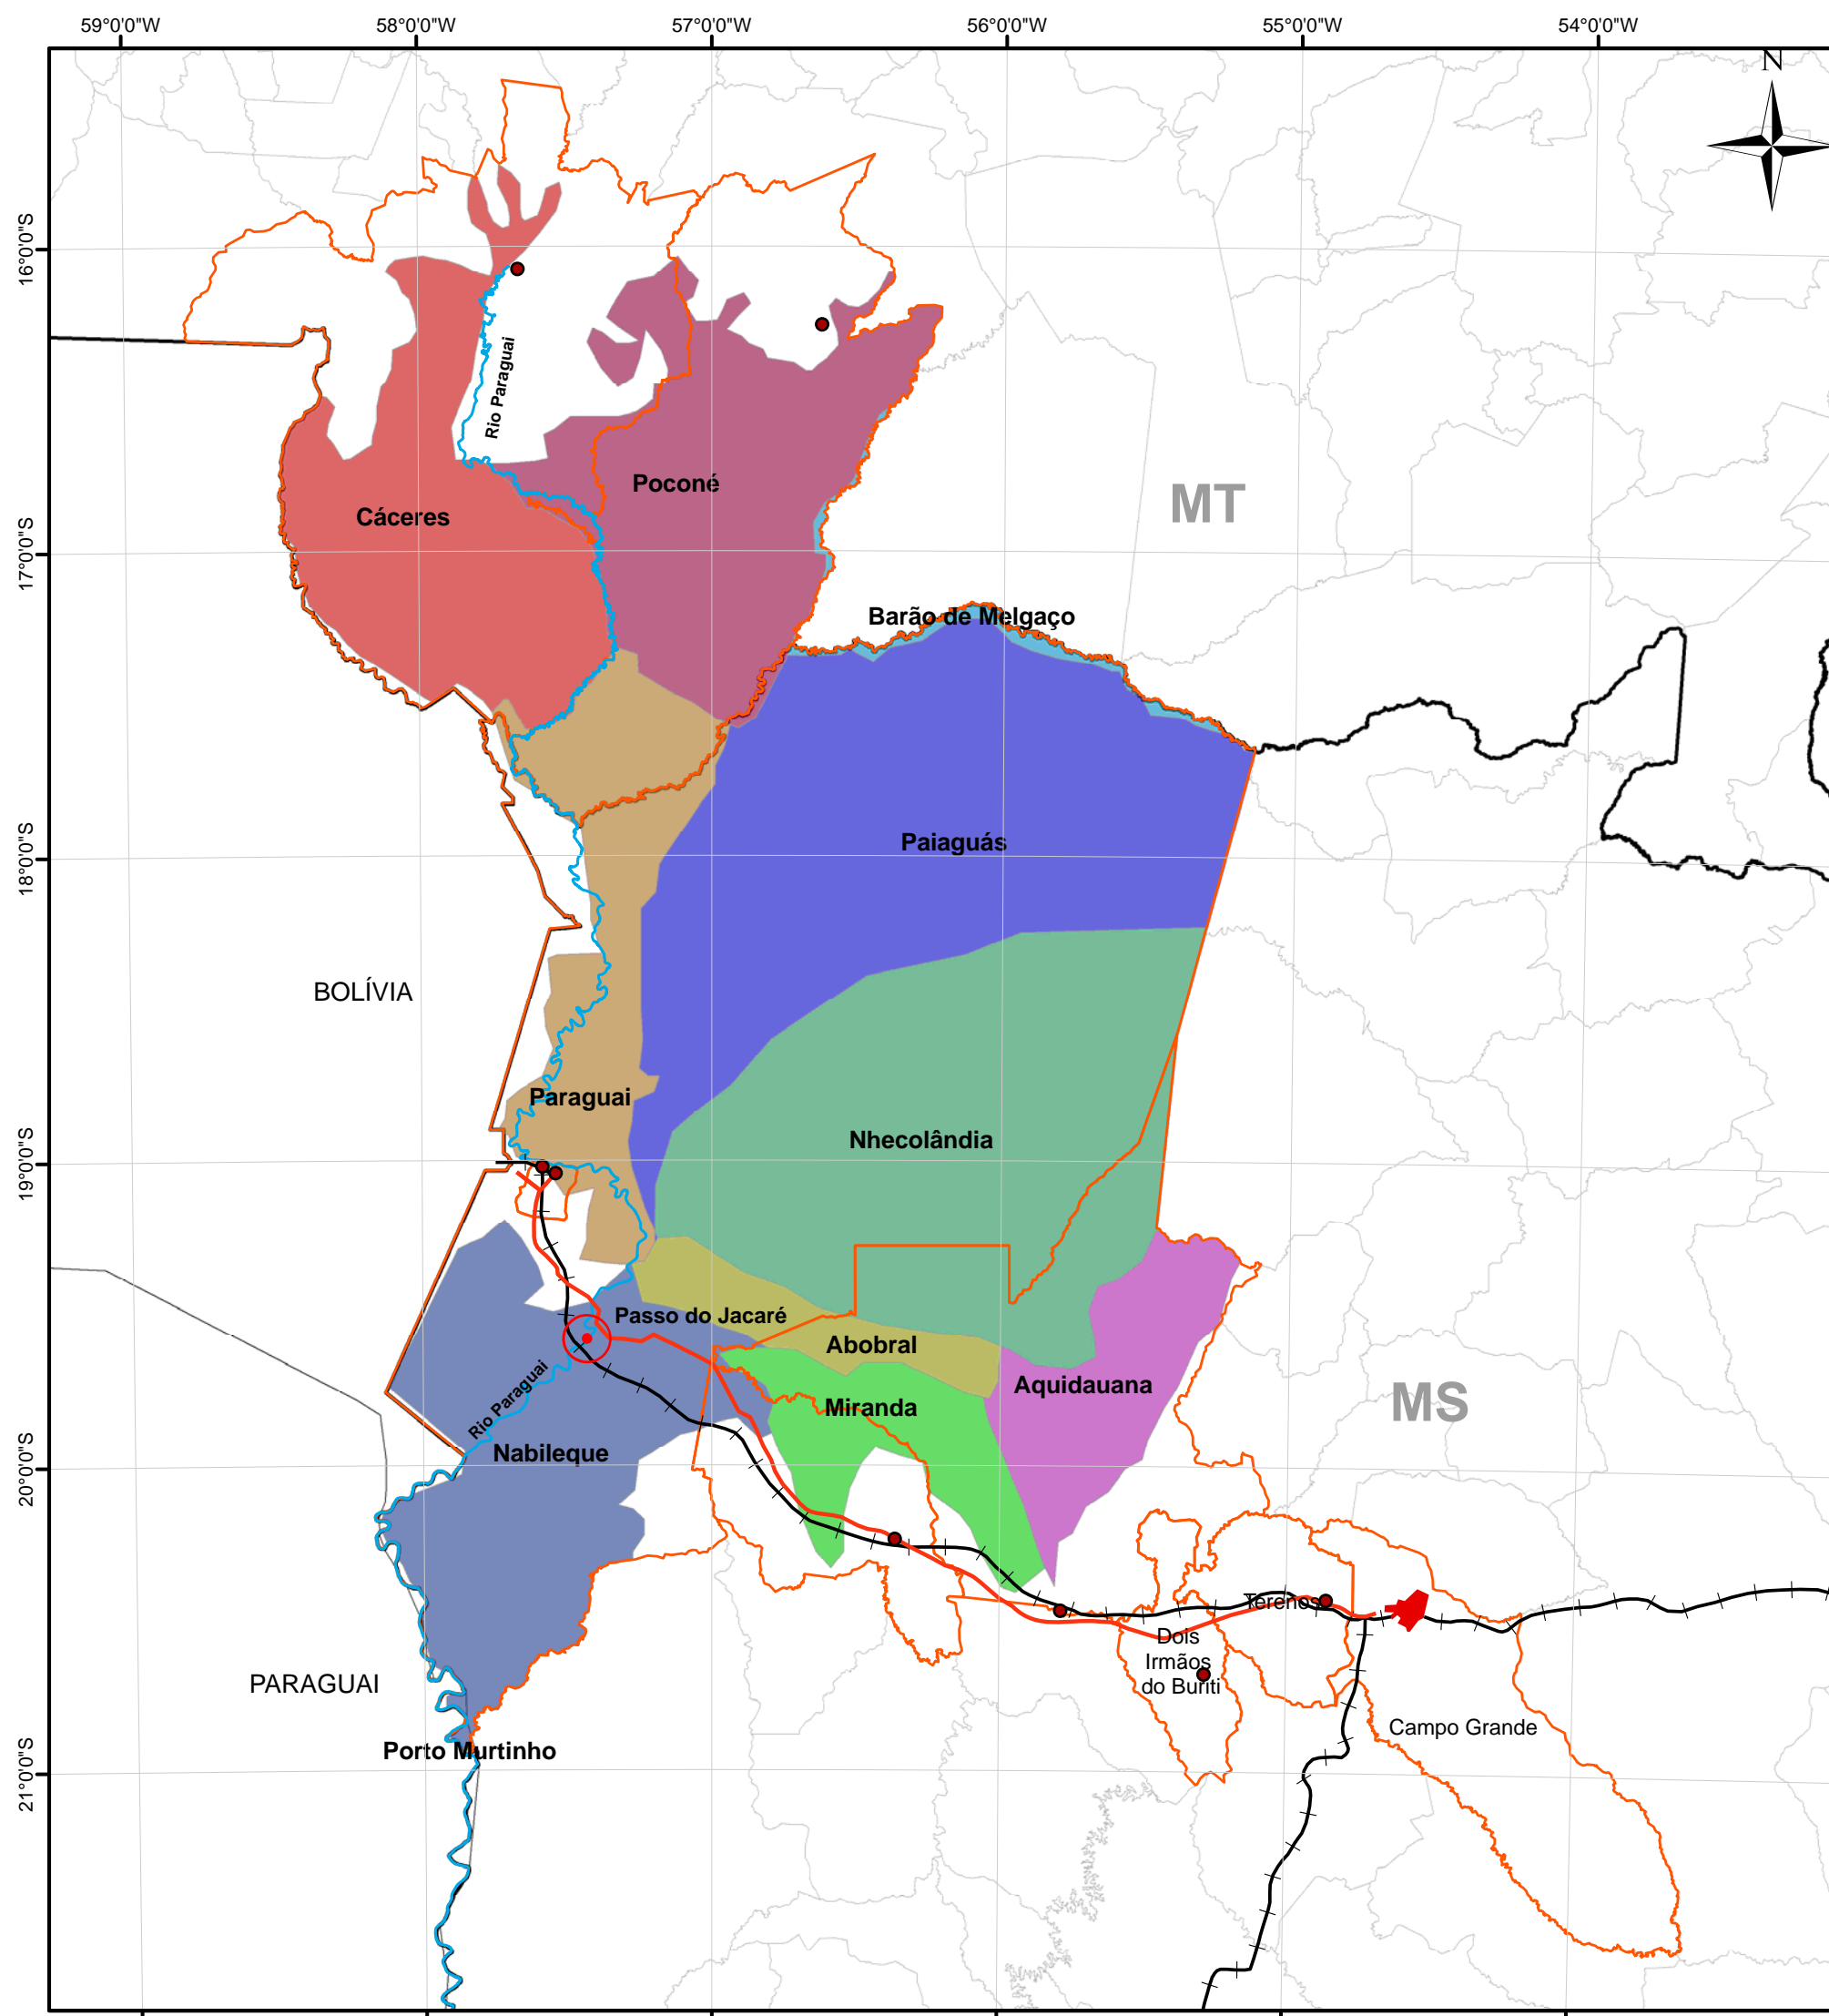 59°0'0"W
58°0'0"W
57°0'0"W
56°0'0"W
55°0'0"W
54°0'0"W
N
16°0'0"S
Rio Paraguai
Poconé
MT
Cáceres
17°0'0"S
Barão de Melgaço
Paiaguás
18°0'0"S
BOLÍVIA
Paraguai
Nhecolândia
19°0'0"S
Passo do Jacaré
Abobral
Aquidauana
MS
Miranda
Rio Paraguai
Nabileque
20°0'0"S
Terenos
Dois
Irmãos
do Buriti
PARAGUAI
Campo Grande
Porto Murtinho
21°0'0"S